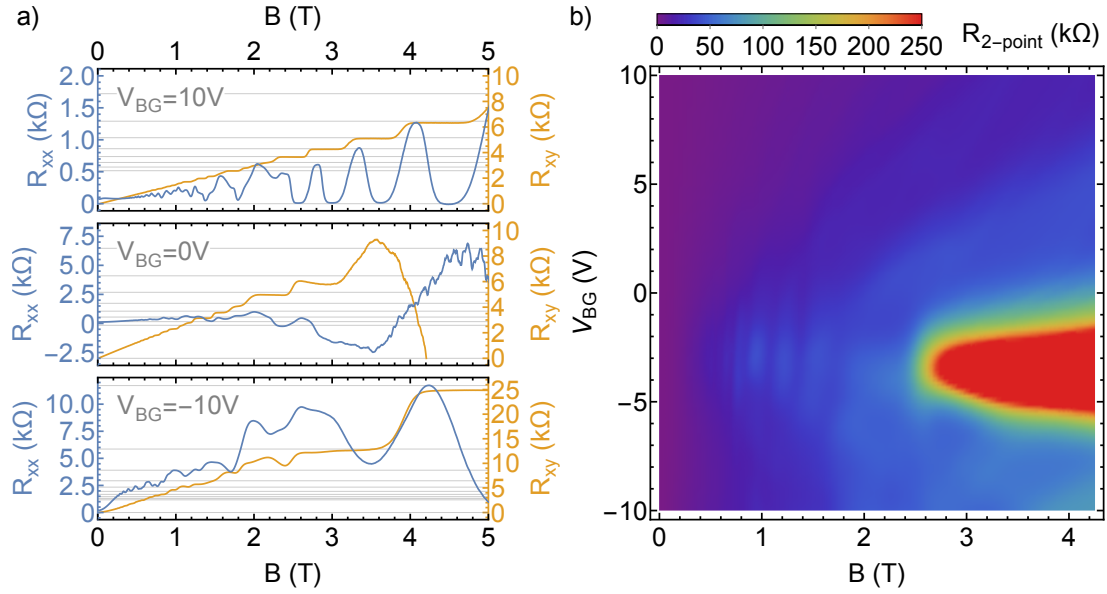 a)
B (T)
0 1 2 3 4 5
2.0
1.5
1.0
0.5
0
R_xx (kΩ)
V_BG=10V
10
8
6
4
2
0
R_xy (kΩ)
7.5
5.0
2.5
0
−2.5
R_xx (kΩ)
V_BG=0V
10
8
6
4
2
0
R_xy (kΩ)
10.0
7.5
5.0
2.5
0
R_xx (kΩ)
V_BG=−10V
25
20
15
10
5
0
R_xy (kΩ)
0 1 2 3 4 5
B (T)
b)
0 50 100 150 200 250
R_2−point (kΩ)
10
5
0
−5
−10
V_BG (V)
0 1 2 3 4
B (T)